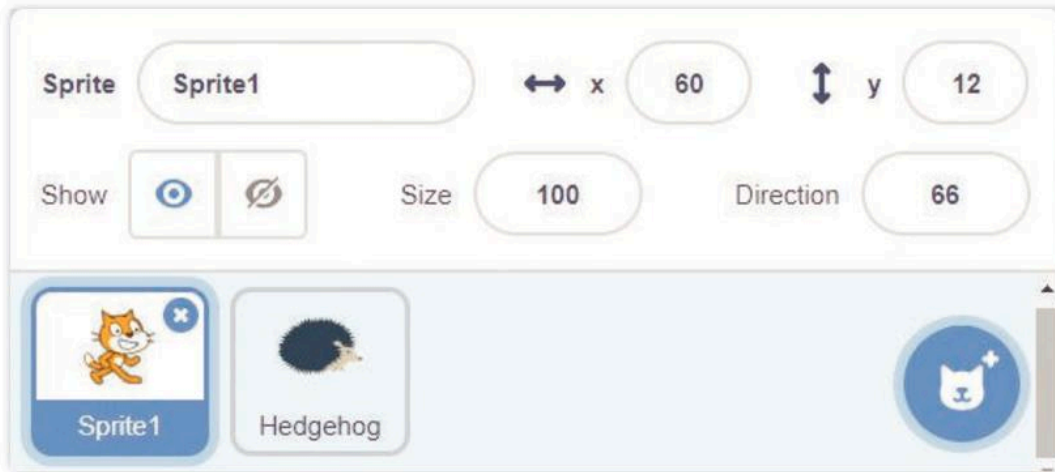 Sprite Sprite1 x 60 y 12
Show Size 100 Direction 66
Sprite1 Hedgehog